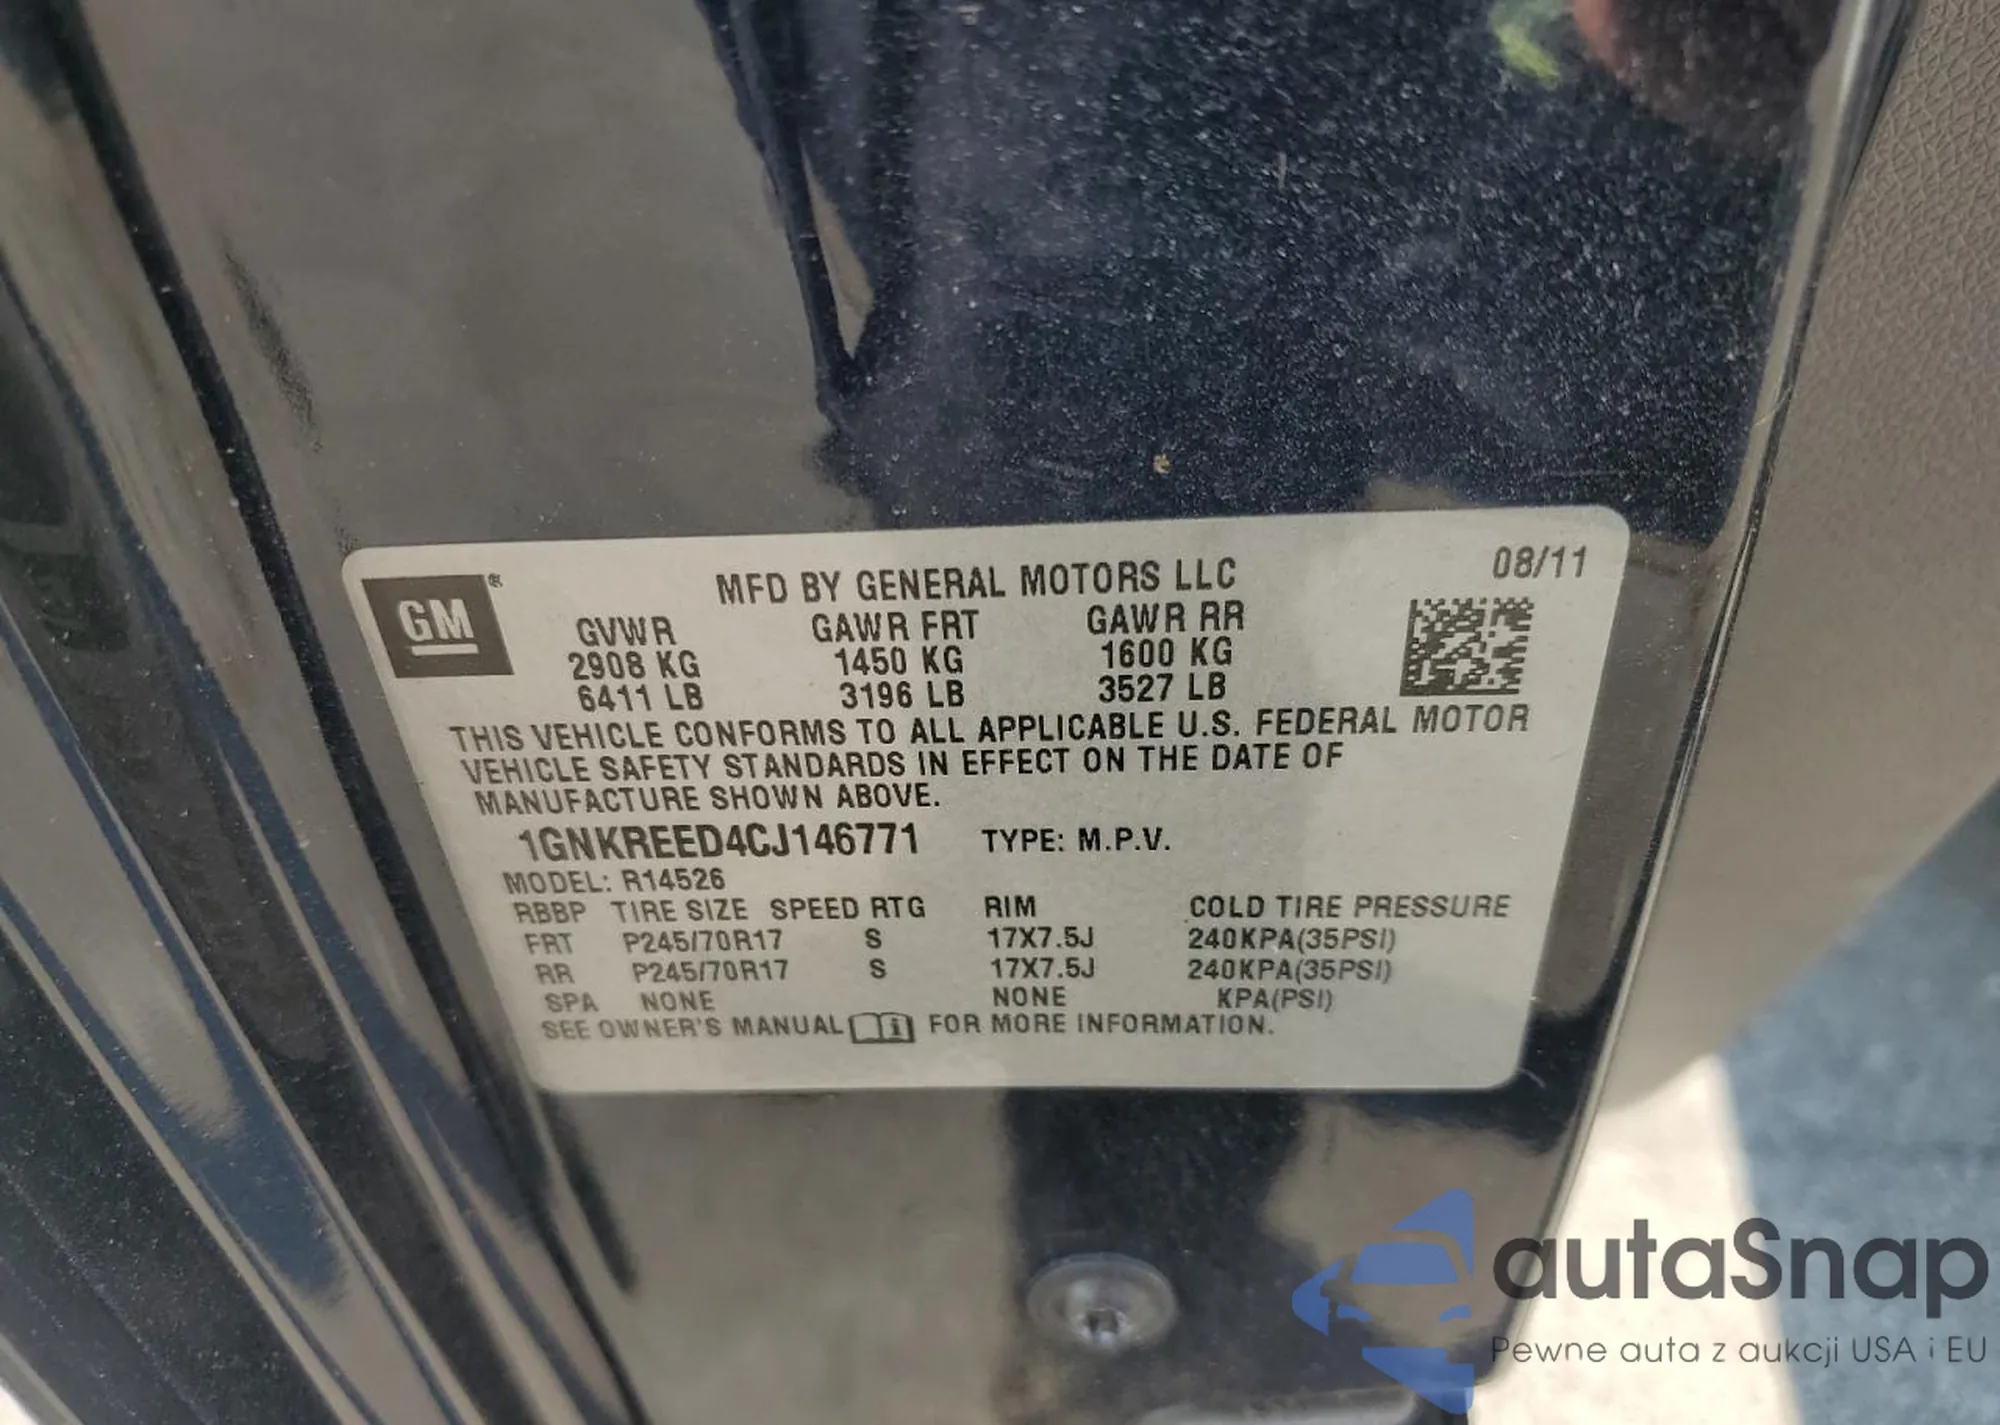 GM®
MFD BY GENERAL MOTORS LLC 08/11
GVWR GAWR FRT GAWR RR
2908 KG 1450 KG 1600 KG
6411 LB 3196 LB 3527 LB
THIS VEHICLE CONFORMS TO ALL APPLICABLE U.S. FEDERAL MOTOR
VEHICLE SAFETY STANDARDS IN EFFECT ON THE DATE OF
MANUFACTURE SHOWN ABOVE.
1GNKREED4CJ146771 TYPE: M.P.V.
MODEL: R14526
RBBP TIRE SIZE SPEED RTG RIM COLD TIRE PRESSURE
FRT P245/70R17 S 17X7.5J 240KPA(35PSI)
RR P245/70R17 S 17X7.5J 240KPA(35PSI)
SPA NONE NONE KPA(PSI)
SEE OWNER'S MANUAL FOR MORE INFORMATION.
autaSnap
Pewne auta z aukcji USA i EU